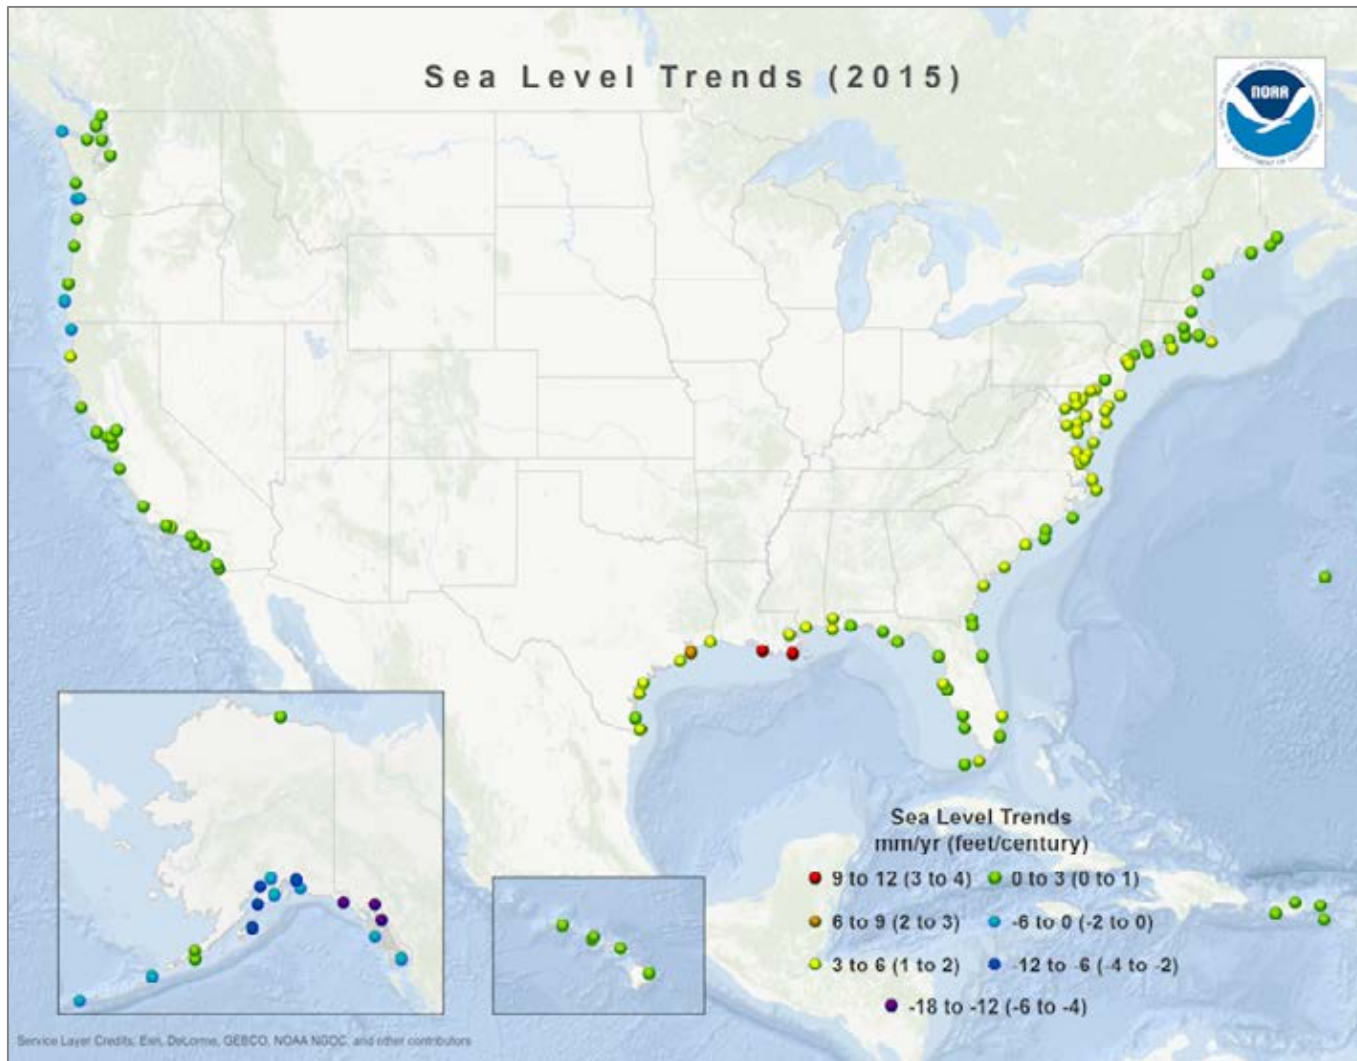 Sea Level Trends (2015)
NOAA
Sea Level Trends
mm/yr (feet/century)
9 to 12 (3 to 4)
0 to 3 (0 to 1)
6 to 9 (2 to 3)
-6 to 0 (-2 to 0)
3 to 6 (1 to 2)
-12 to -6 (-4 to -2)
-18 to -12 (-6 to -4)
Service Layer Credits: Esri, DeLorme, GEBCO, NOAA NGDC, and other contributors